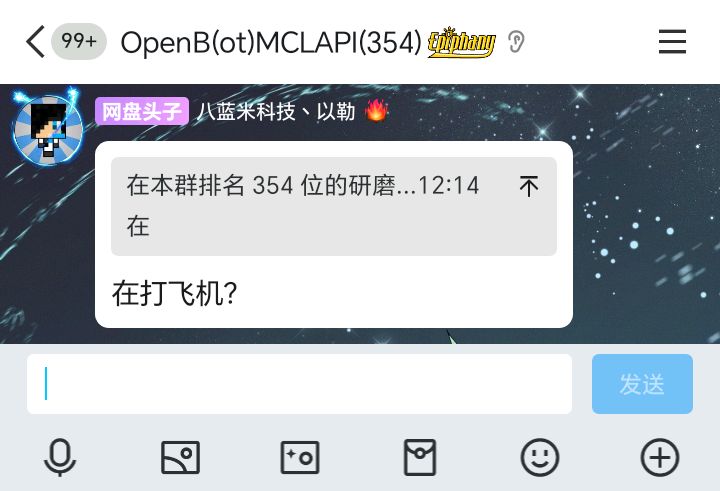 99+ OpenB(ot)MCLAPI(354) Epiphany
网盘头子 八蓝米科技、以勒
在本群排名 354 位的研磨...12:14
在
在打飞机?
发送